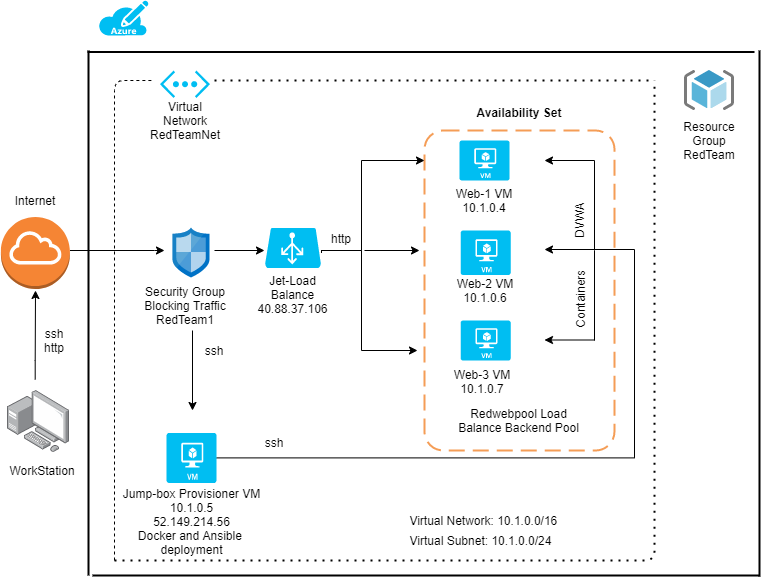 Azure
Virtual
Network
RedTeamNet
Availability Set
Resource
Group
RedTeam
Internet
VM
Web-1 VM
10.1.0.4
DVWA
http
VM
Web-2 VM
10.1.0.6
Jet-Load
Balance
40.88.37.106
Security Group
Blocking Traffic
RedTeam1
Containers
ssh
http
ssh
VM
Web-3 VM
10.1.0.7
Redwebpool Load
Balance Backend Pool
WorkStation
ssh
VM
Jump-box Provisioner VM
10.1.0.5
52.149.214.56
Docker and Ansible
deployment
Virtual Network: 10.1.0.0/16
Virtual Subnet: 10.1.0.0/24